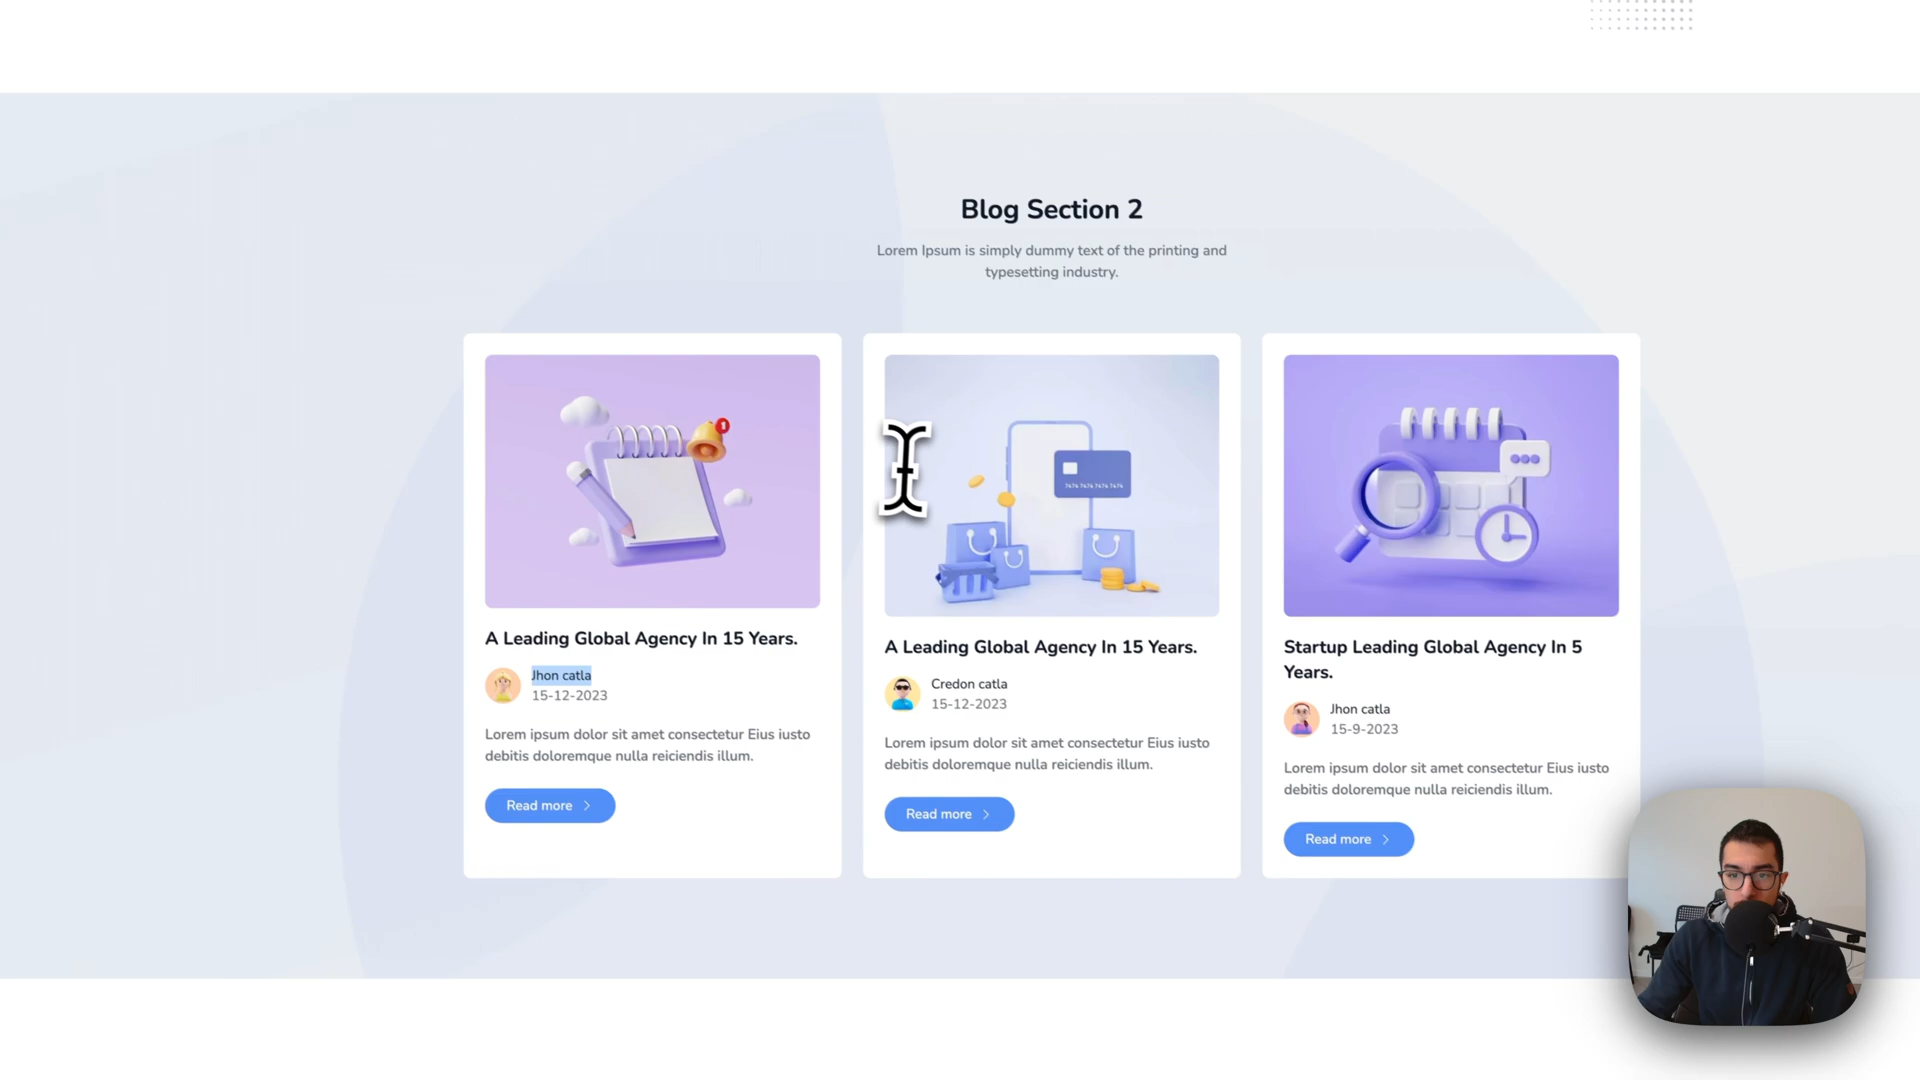 Blog Section 2
Lorem Ipsum is simply dummy text of the printing and
typesetting industry.
A Leading Global Agency In 15 Years.
Jhon catla
15-12-2023
Lorem ipsum dolor sit amet consectetur Eius iusto
debitis doloremque nulla reiciendis illum.
Read more
7474 7474 7474 7474
A Leading Global Agency In 15 Years.
Credon catla
15-12-2023
Lorem ipsum dolor sit amet consectetur Eius iusto
debitis doloremque nulla reiciendis illum.
Read more
Startup Leading Global Agency In 5
Years.
Jhon catla
15-9-2023
Lorem ipsum dolor sit amet consectetur Eius iusto
debitis doloremque nulla reiciendis illum.
Read more